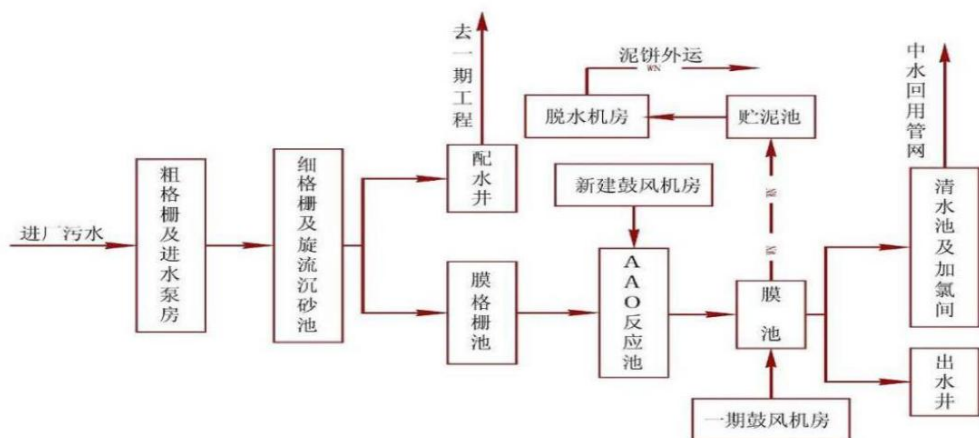 去一期工程
泥饼外运
WN
中水回用管网
脱水机房
贮泥池
配水井
新建鼓风机房
进厂污水
粗格栅及进水泵房
细格栅及旋流沉砂池
膜格栅池
AAO反应池
膜池
清水池及加氯间
出水井
一期鼓风机房